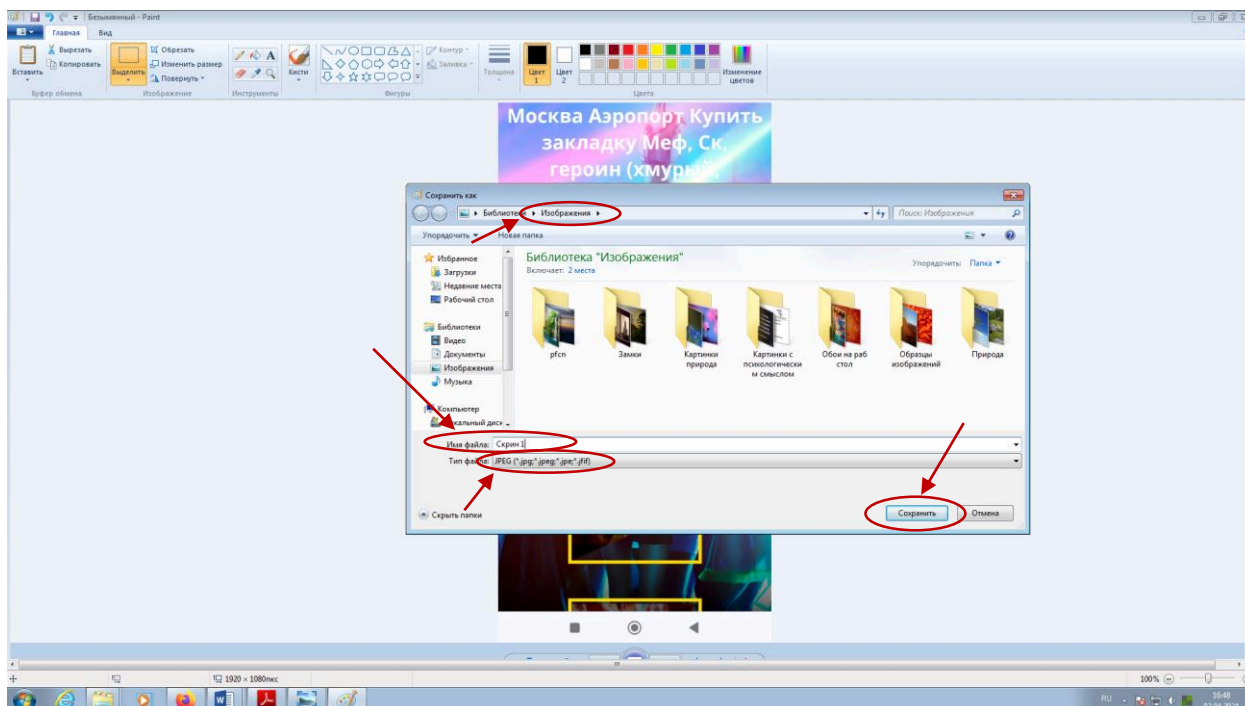 Безымянный - Paint
Главная Вид
Вставить
Вырезать
Копировать
Буфер обмена
Выделить
Обрезать
Изменить размер
Повернуть
Изображение
Инструменты
Кисти
Контур
Заливка
Фигуры
Толщина
Цвет 1
Цвет 2
Изменение цветов
Цвета
Москва Аэропорт Купить
закладку Меф, Ск,
героин (хмурый,
Сохранить как
Библиотеки Изображения
Поиск: Изображения
Упорядочить Новая папка
Избранное
Загрузки
Недавние места
Рабочий стол
Библиотеки
Видео
Документы
Изображения
Музыка
Компьютер
Библиотека "Изображения"
Включает: 2 места
Упорядочить: Папка
pfcn
Замки
Картинки природа
Картинки с психологическим смыслом
Обои на раб стол
Образцы изображений
Природа
Имя файла: Скрин 1
Тип файла: JPEG (*.jpg;*.jpeg;*.jpe;*.jfif)
Скрыть папки
Сохранить Отмена
1920 × 1080пкс
100%
RU
16:48